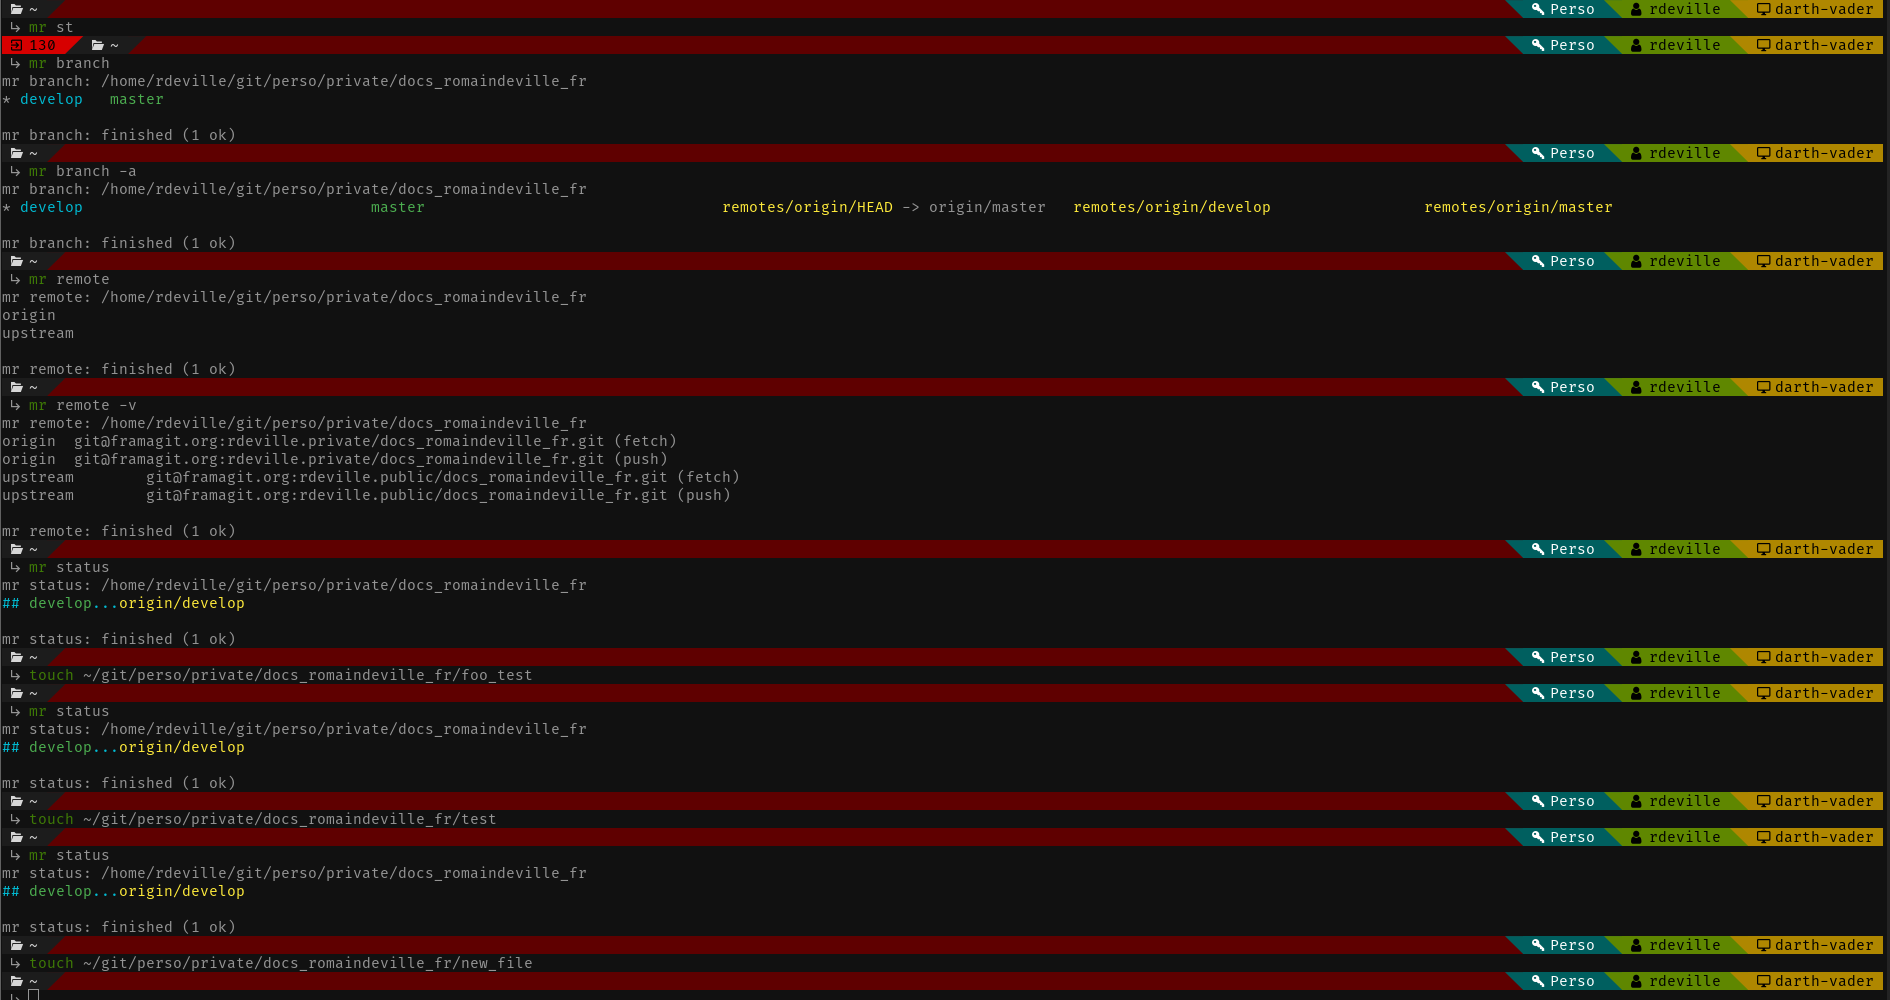 ~ Perso rdeville darth-vader
↳ mr st
130 ~ Perso rdeville darth-vader
↳ mr branch
mr branch: /home/rdeville/git/perso/private/docs_romaindeville_fr
* develop   master
mr branch: finished (1 ok)
~ Perso rdeville darth-vader
↳ mr branch -a
mr branch: /home/rdeville/git/perso/private/docs_romaindeville_fr
* develop   master   remotes/origin/HEAD -> origin/master   remotes/origin/develop   remotes/origin/master
mr branch: finished (1 ok)
~ Perso rdeville darth-vader
↳ mr remote
mr remote: /home/rdeville/git/perso/private/docs_romaindeville_fr
origin
upstream
mr remote: finished (1 ok)
~ Perso rdeville darth-vader
↳ mr remote -v
mr remote: /home/rdeville/git/perso/private/docs_romaindeville_fr
origin  git@framagit.org:rdeville.private/docs_romaindeville_fr.git (fetch)
origin  git@framagit.org:rdeville.private/docs_romaindeville_fr.git (push)
upstream        git@framagit.org:rdeville.public/docs_romaindeville_fr.git (fetch)
upstream        git@framagit.org:rdeville.public/docs_romaindeville_fr.git (push)
mr remote: finished (1 ok)
~ Perso rdeville darth-vader
↳ mr status
mr status: /home/rdeville/git/perso/private/docs_romaindeville_fr
## develop...origin/develop
mr status: finished (1 ok)
~ Perso rdeville darth-vader
↳ touch ~/git/perso/private/docs_romaindeville_fr/foo_test
~ Perso rdeville darth-vader
↳ mr status
mr status: /home/rdeville/git/perso/private/docs_romaindeville_fr
## develop...origin/develop
mr status: finished (1 ok)
~ Perso rdeville darth-vader
↳ touch ~/git/perso/private/docs_romaindeville_fr/test
~ Perso rdeville darth-vader
↳ mr status
mr status: /home/rdeville/git/perso/private/docs_romaindeville_fr
## develop...origin/develop
mr status: finished (1 ok)
~ Perso rdeville darth-vader
↳ touch ~/git/perso/private/docs_romaindeville_fr/new_file
~ Perso rdeville darth-vader
↳